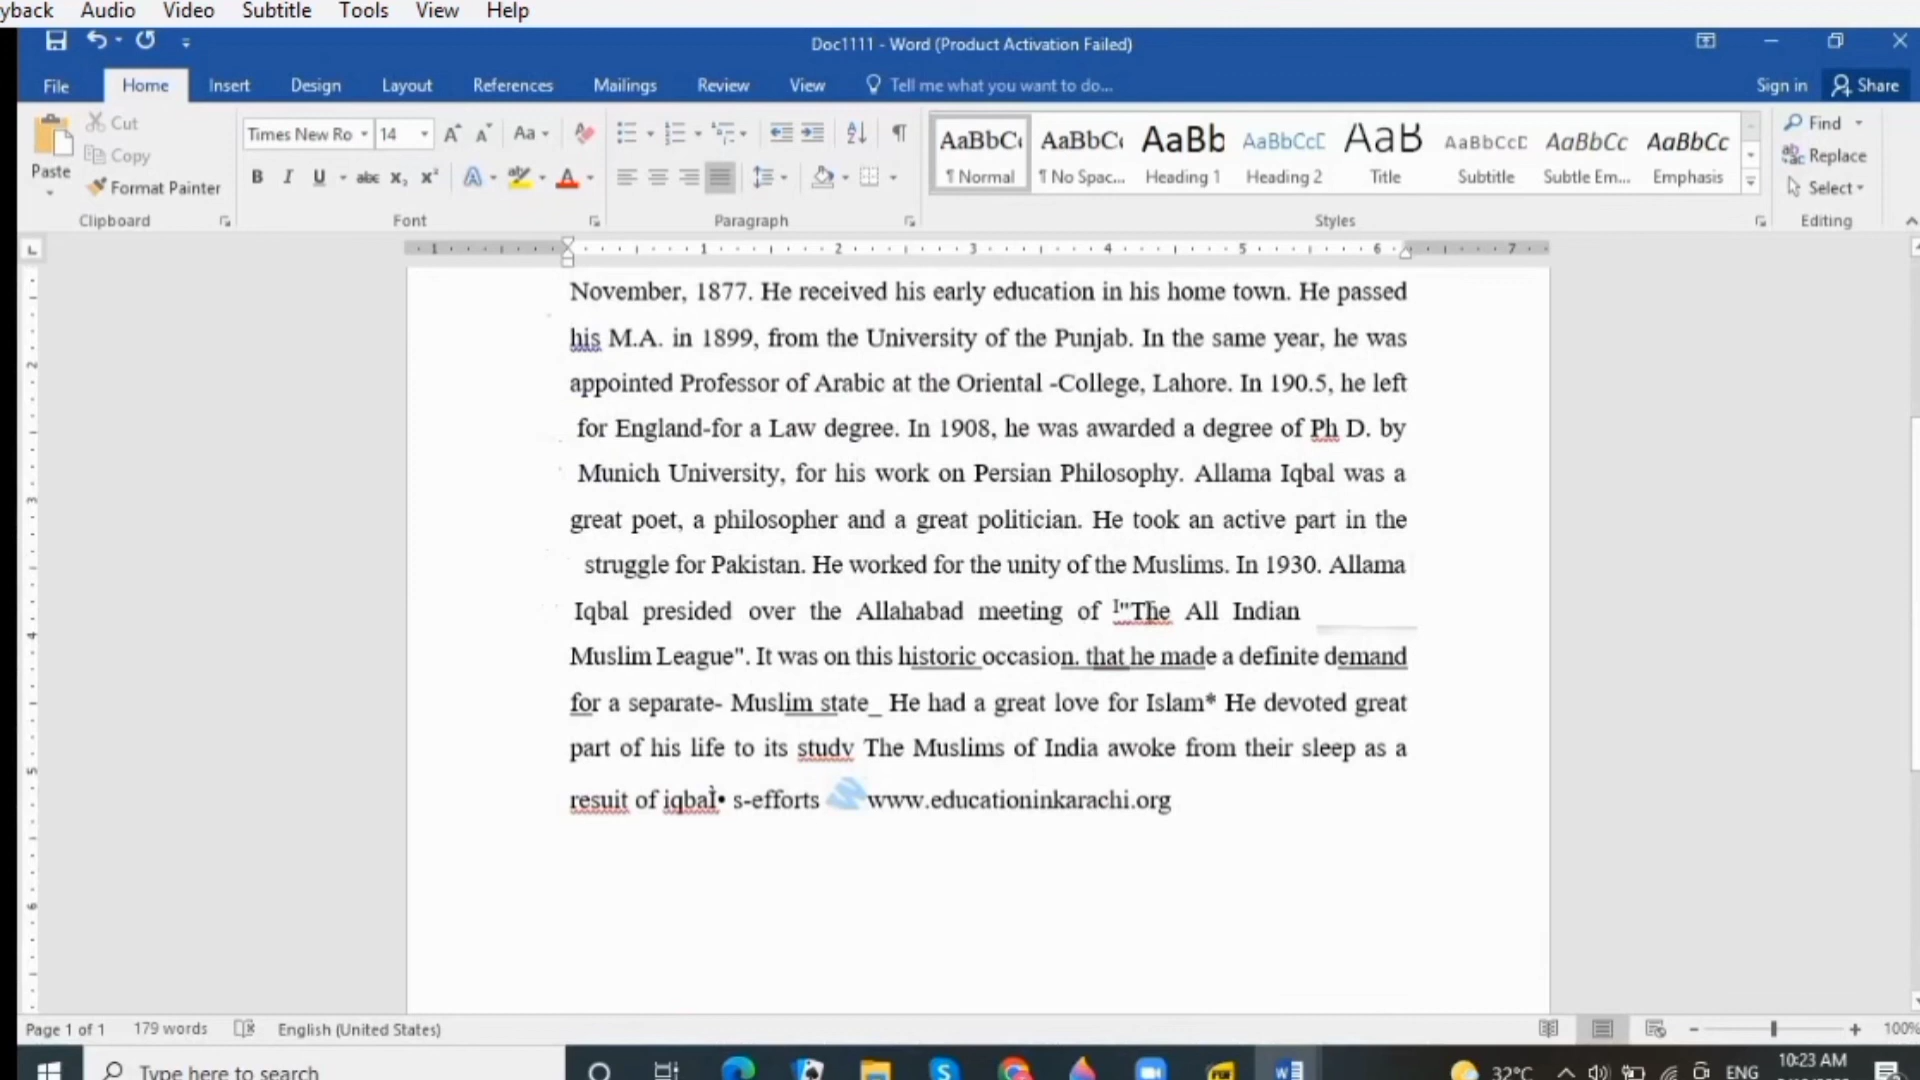 yback Audio Video Subtitle Tools View Help
Doc1111 - Word (Product Activation Failed)
File Home Insert Design Layout References Mailings Review View Tell me what you want to do... Sign in Share
Cut
Copy
Format Painter
Paste
Clipboard
Times New Ro 14
Font
Paragraph
AaBbCc AaBbCc AaBb AaBbCcD AaB AaBbCcD AaBbCc AaBbCc
¶ Normal ¶ No Spac... Heading 1 Heading 2 Title Subtitle Subtle Em... Emphasis
Styles
Find
Replace
Select
Editing
1 1 2 3 4 5 6 7
November, 1877. He received his early education in his home town. He passed
his M.A. in 1899, from the University of the Punjab. In the same year, he was
appointed Professor of Arabic at the Oriental -College, Lahore. In 190.5, he left
for England-for a Law degree. In 1908, he was awarded a degree of Ph D. by
Munich University, for his work on Persian Philosophy. Allama Iqbal was a
great poet, a philosopher and a great politician. He took an active part in the
struggle for Pakistan. He worked for the unity of the Muslims. In 1930. Allama
Iqbal presided over the Allahabad meeting of "The All Indian
Muslim League". It was on this historic occasion. that he made a definite demand
for a separate- Muslim state_ He had a great love for Islam* He devoted great
part of his life to its studv The Muslims of India awoke from their sleep as a
resuit of iqbal• s-efforts www.educationinkarachi.org
Page 1 of 1 179 words English (United States) 100%
Type here to search 32°C ENG 10:23 AM